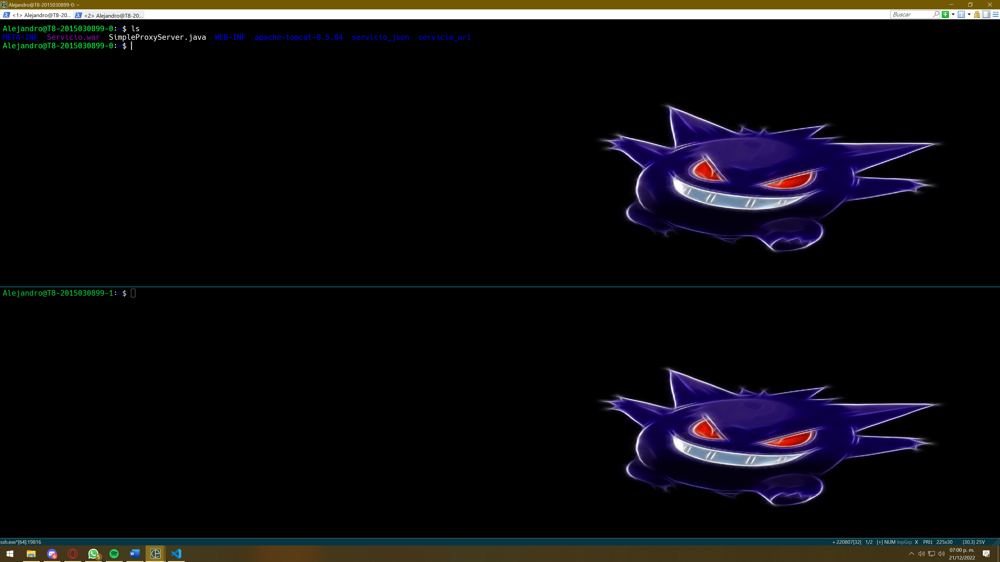 Alejandro@T8-2015030899-0: ~
<1> Alejandro@T8-20... <2> Alejandro@T8-20... Buscar
Alejandro@T8-2015030899-0:~$ ls
META-INF Servicio.war SimpleProxyServer.java WEB-INF apache-tomcat-8.5.84 servicio_json servicio_url
Alejandro@T8-2015030899-0:~$
Alejandro@T8-2015030899-1:~$
ssh.exe*[64]:19816 « 220807[32] 1/2 [+] NUM InpGrp X PRI↕ 225x30 (30,3) 25V
6 5 07:00 p. m.
21/12/2022